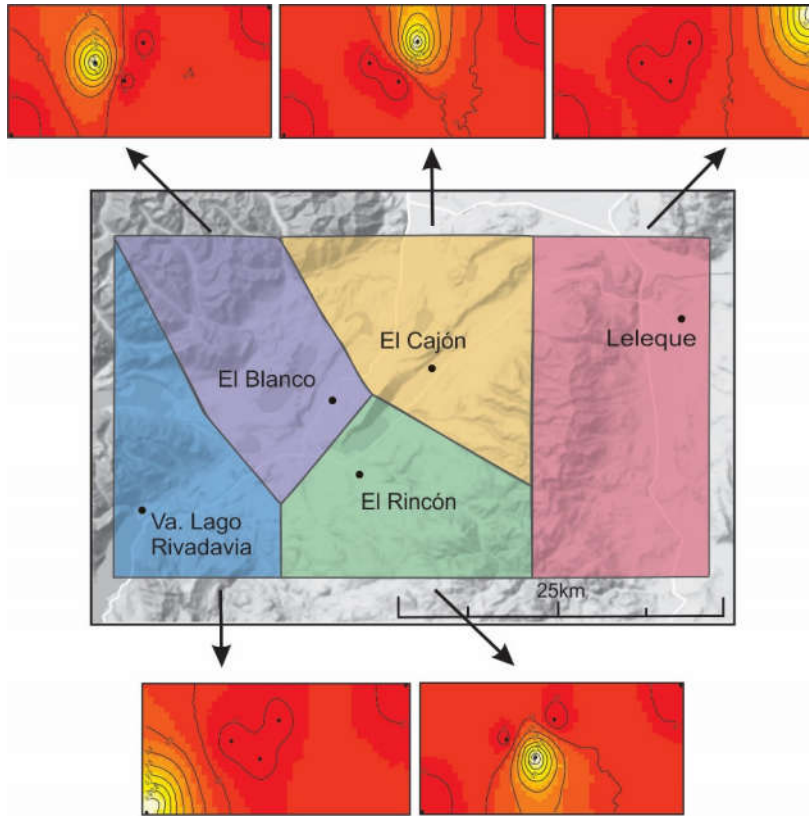 El Cajón
Leleque
El Blanco
El Rincón
Va. Lago
Rivadavia
25km